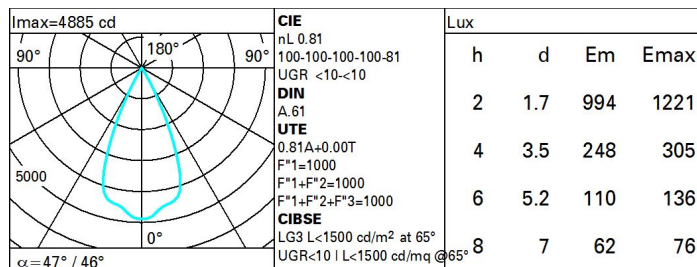 Imax=4885 cd
90° 180° 90°
5000
0°
α=47° / 46°
CIE
nL 0.81
100-100-100-100-81
UGR <10-<10
DIN
A.61
UTE
0.81A+0.00T
F"1=1000
F"1+F"2=1000
F"1+F"2+F"3=1000
CIBSE
LG3 L<1500 cd/m² at 65°
UGR<10 | L<1500 cd/mq @65°
Lux
h d Em Emax
2 1.7 994 1221
4 3.5 248 305
6 5.2 110 136
8 7 62 76